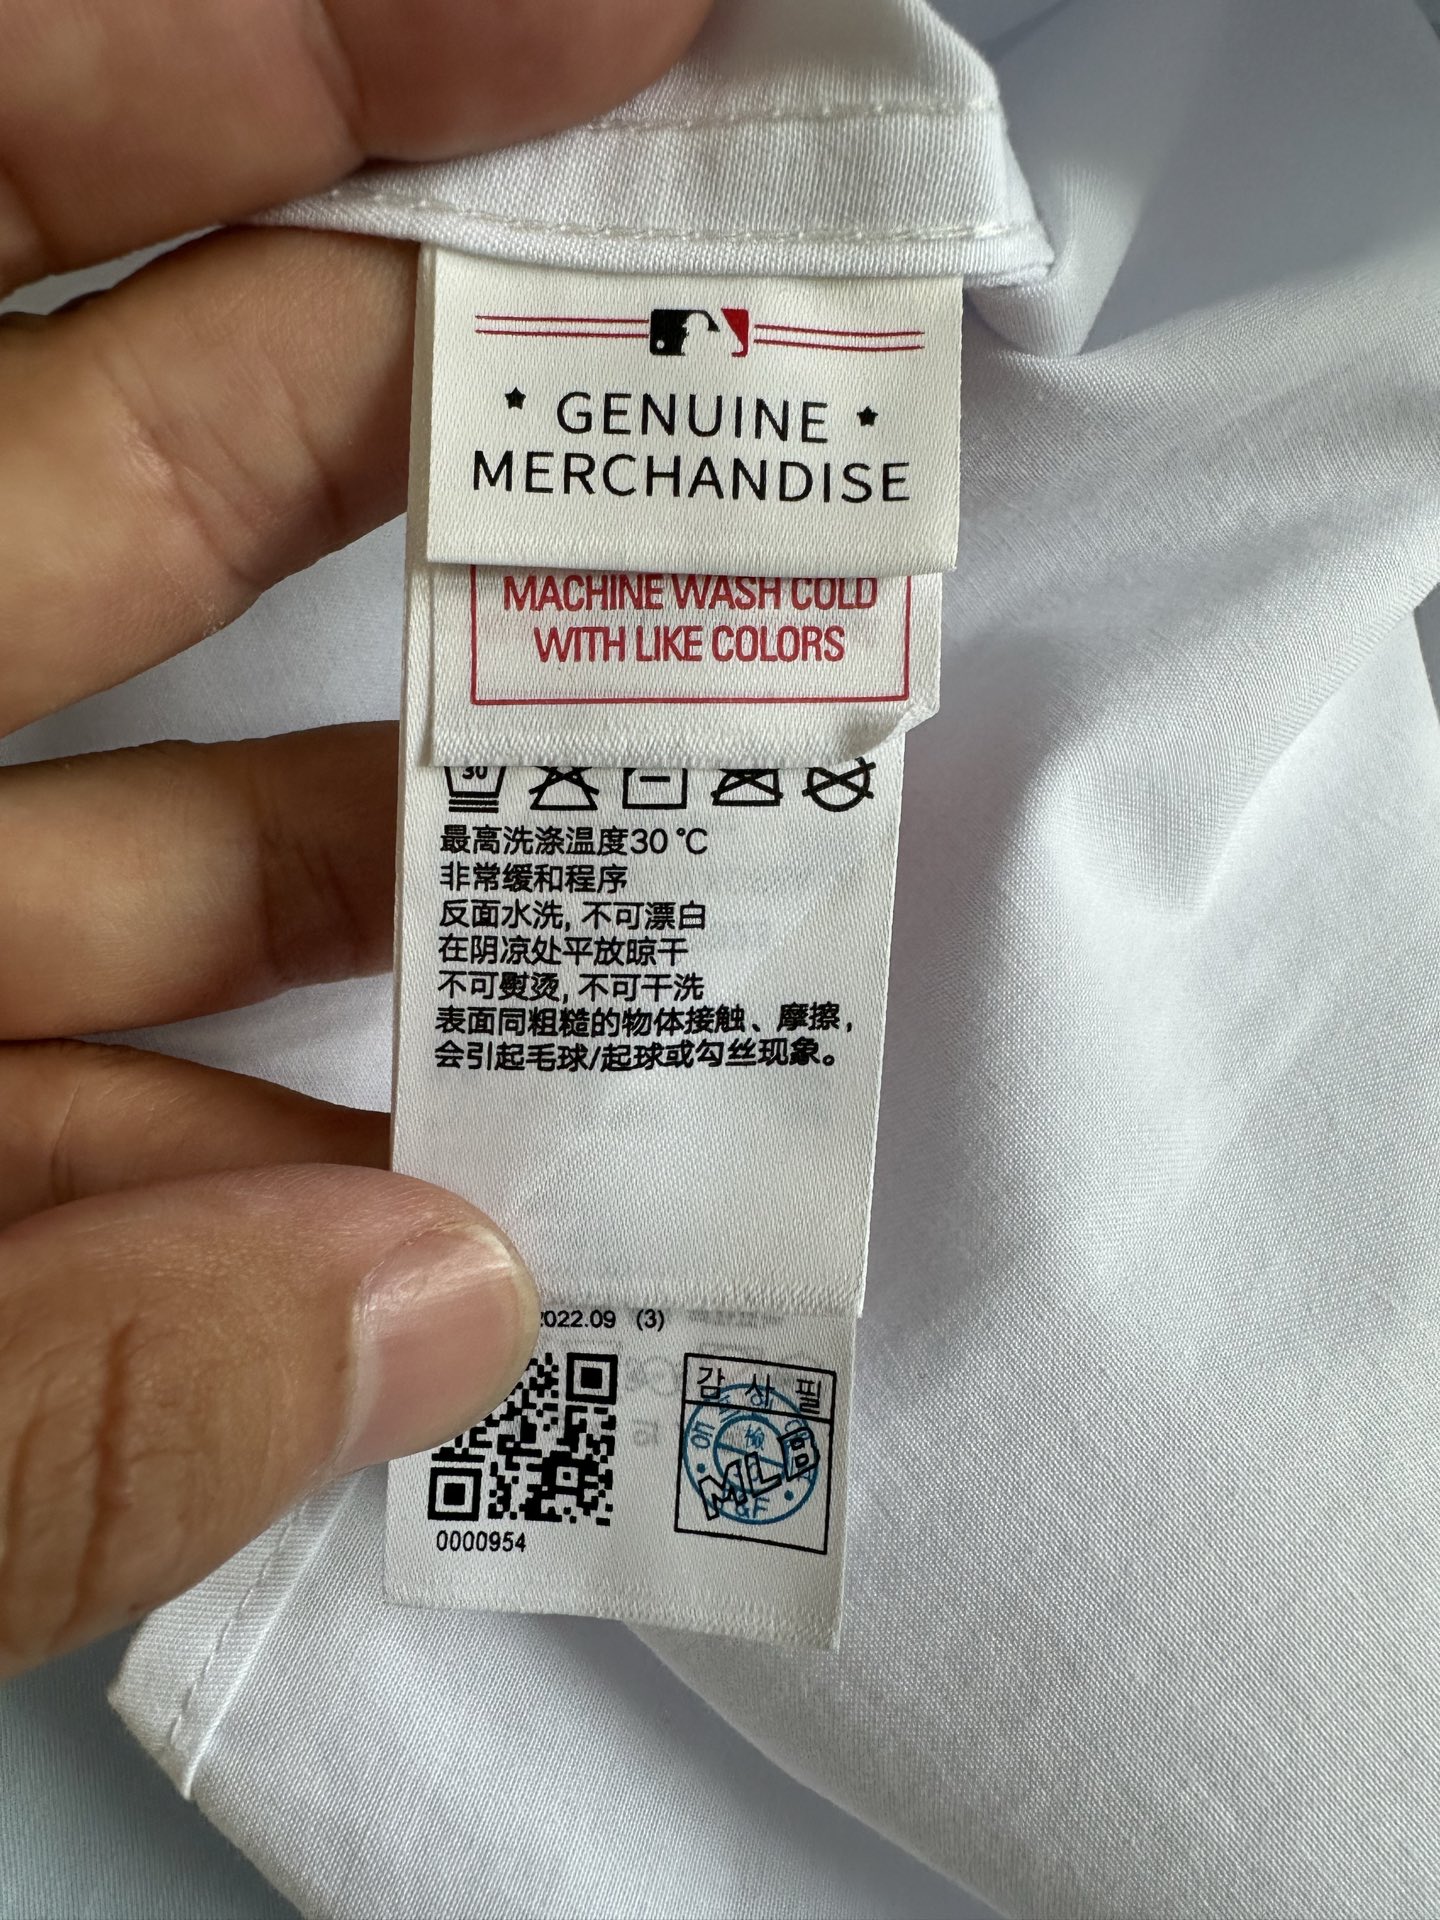 GENUINE
MERCHANDISE
MACHINE WASH COLD
WITH LIKE COLORS
30
最高洗涤温度30℃
非常缓和程序
反面水洗, 不可漂白
在阴凉处平放晾干
不可熨烫, 不可干洗
表面同粗糙的物体接触、摩擦,
会引起毛球/起球或勾丝现象。
2022.09 (3)
감사필
MLB
&F
0000954